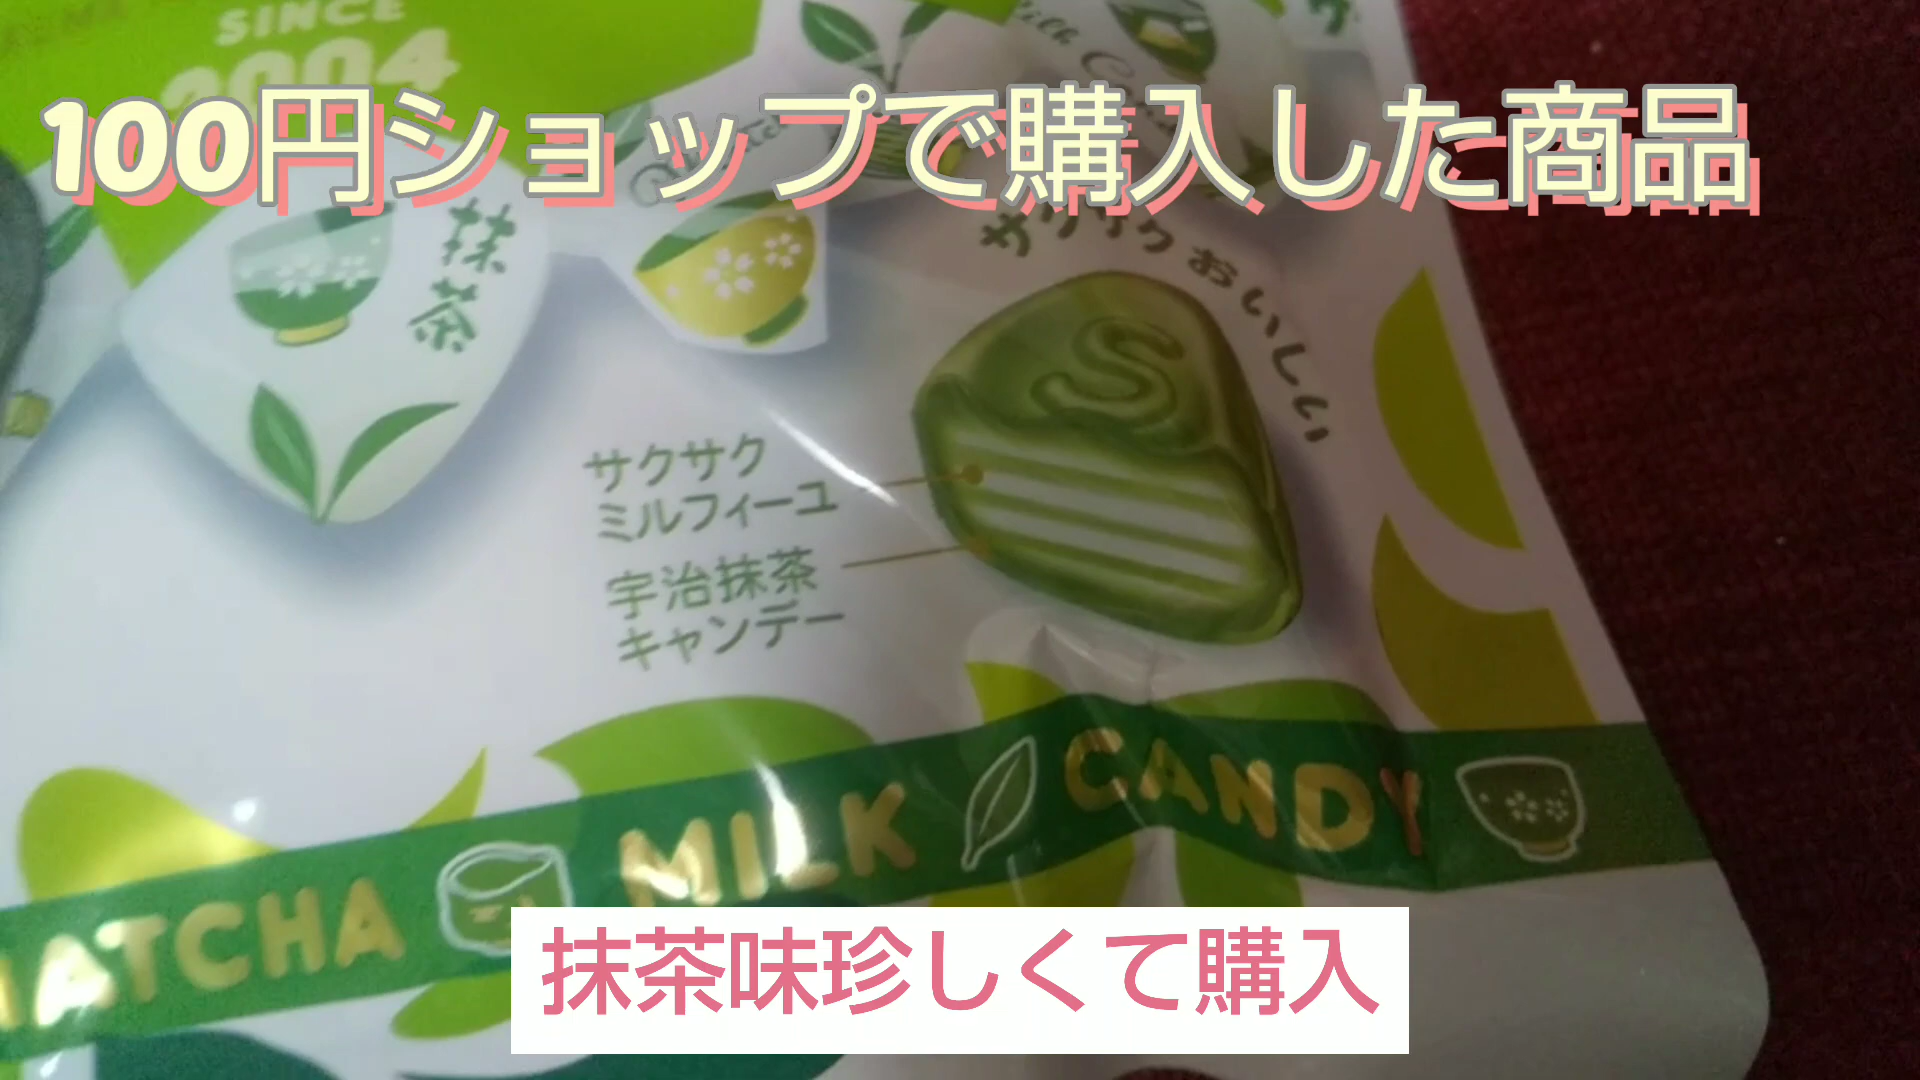 SINCE
2004
100円ショップで購入した商品
抹茶
サクサクおいしい
サクサク
ミルフィーユ
宇治抹茶
キャンデー
S
MATCHA MILK CANDY
抹茶味珍しくて購入